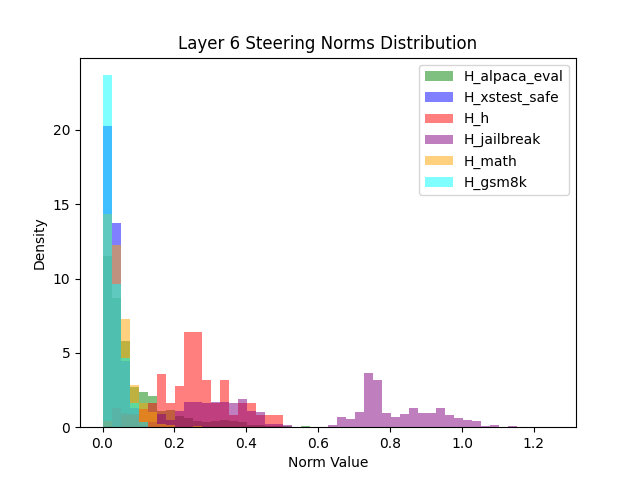 Layer 6 Steering Norms Distribution
H_alpaca_eval
H_xstest_safe
H_h
H_jailbreak
H_math
H_gsm8k
Density
20
15
10
5
0
0.0 0.2 0.4 0.6 0.8 1.0 1.2
Norm Value